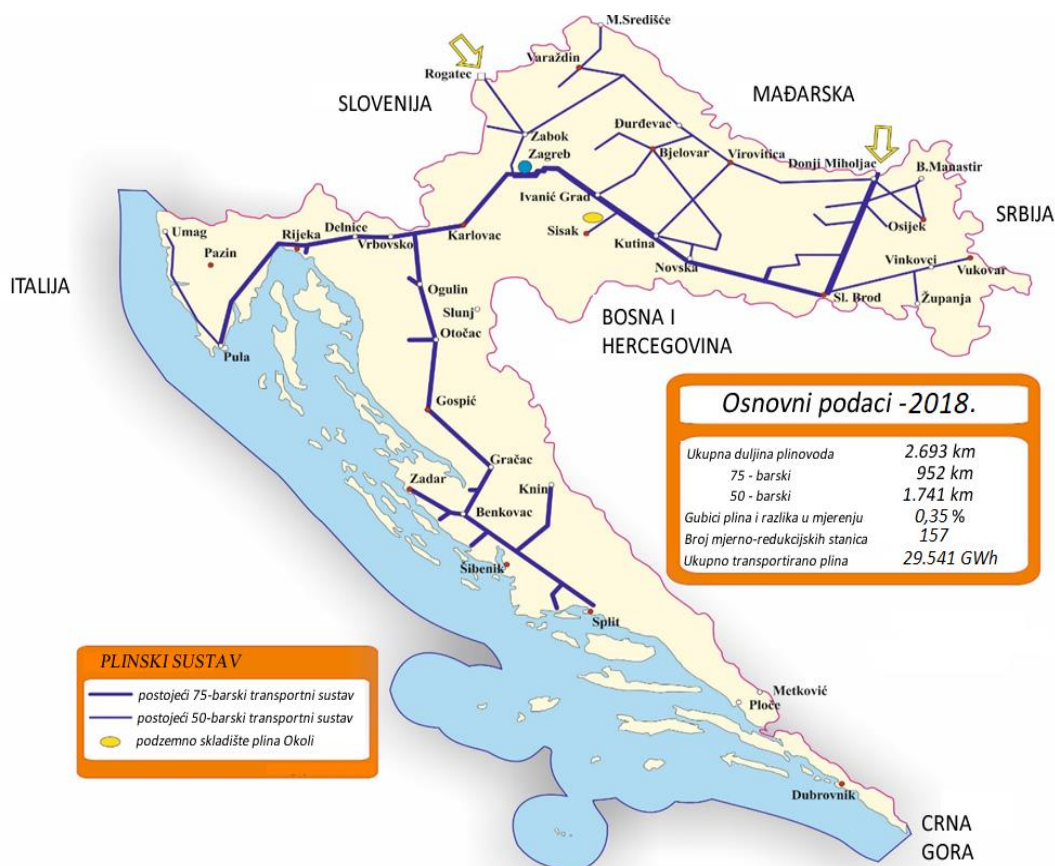 M.Središće
Varaždin
Rogatec
SLOVENIJA
MAĐARSKA
Đurđevac
Zabok
Zagreb
Bjelovar
Virovitica
Donji Miholjac
B.Manastir
Ivanić Grad
SRBIJA
Umag
Delnice
Rijeka
Vrbovsko
Karlovac
Sisak
Kutina
Osijek
Pazin
Novska
Vinkovci
Vukovar
ITALIJA
Ogulin
Sl. Brod
Županja
Slunj
Otočac
BOSNA I
HERCEGOVINA
Pula
Gospić
Osnovni podaci -2018.
Ukupna duljina plinovoda 2.693 km
75 - barski 952 km
50 - barski 1.741 km
Gubici plina i razlika u mjerenju 0,35 %
Broj mjerno-redukcijskih stanica 157
Ukupno transportirano plina 29.541 GWh
Gračac
Zadar
Knin
Benkovac
Šibenik
Split
PLINSKI SUSTAV
postojeći 75-barski transportni sustav
postojeći 50-barski transportni sustav
podzemno skladište plina Okoli
Metković
Ploče
Dubrovnik
CRNA
GORA